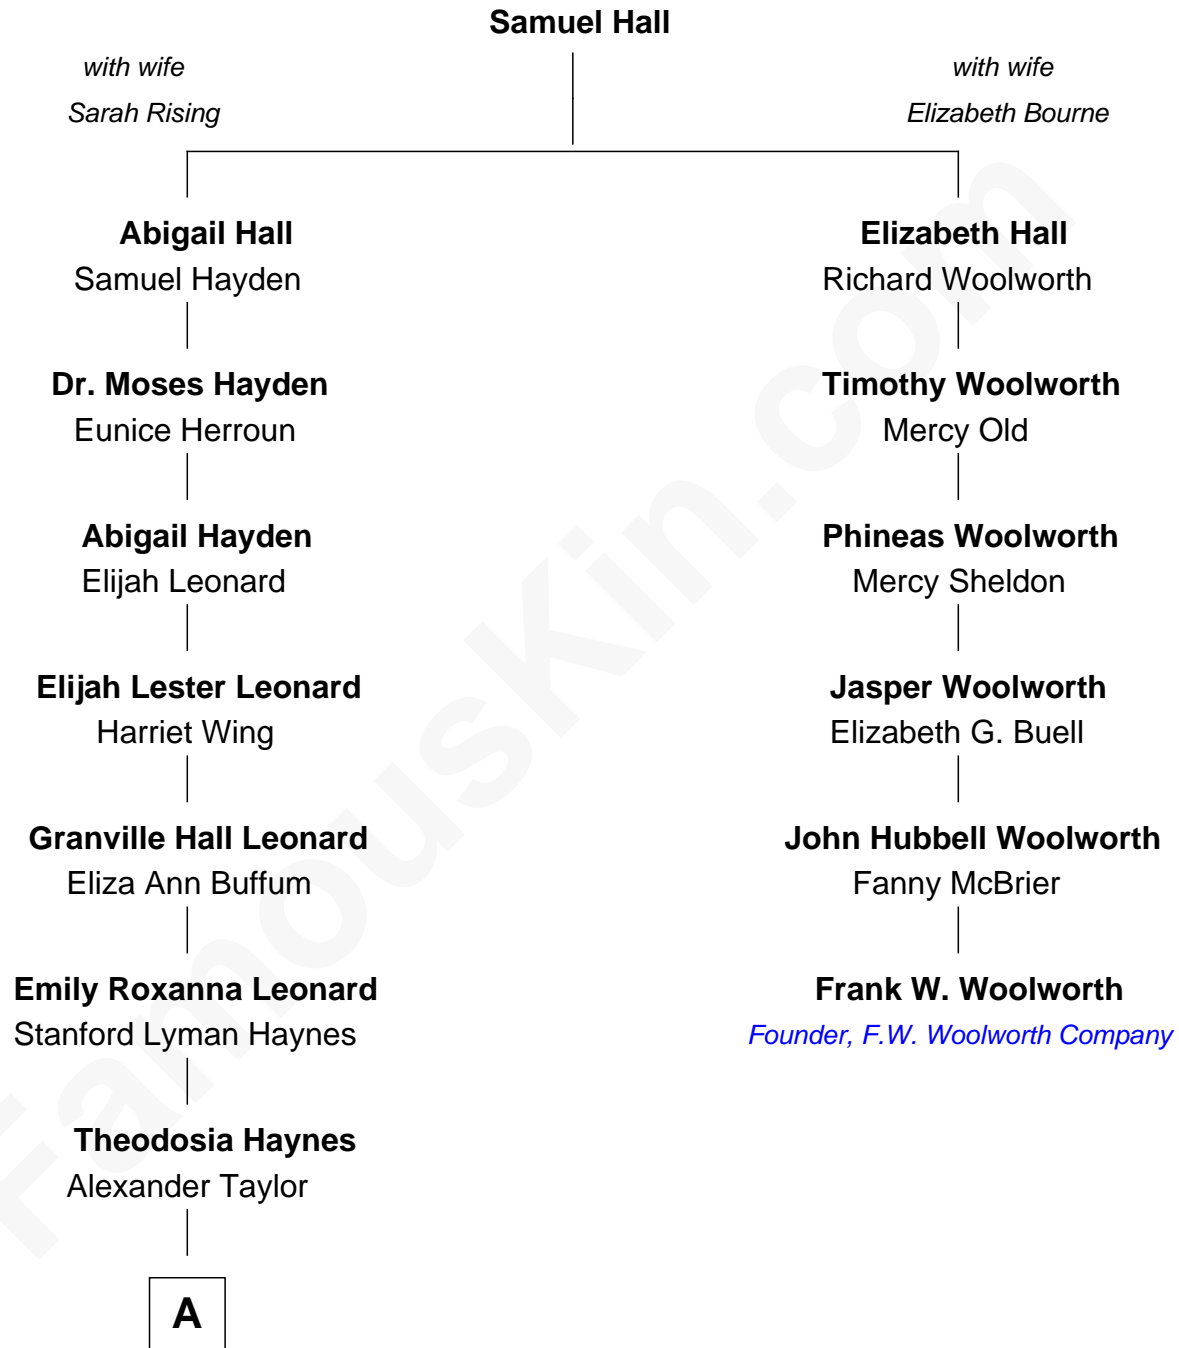 Samuel Hall
with wife
Sarah Rising
with wife
Elizabeth Bourne
Abigail Hall
Samuel Hayden
Dr. Moses Hayden
Eunice Herroun
Abigail Hayden
Elijah Leonard
Elijah Lester Leonard
Harriet Wing
Granville Hall Leonard
Eliza Ann Buffum
Emily Roxanna Leonard
Stanford Lyman Haynes
Theodosia Haynes
Alexander Taylor
A
Elizabeth Hall
Richard Woolworth
Timothy Woolworth
Mercy Old
Phineas Woolworth
Mercy Sheldon
Jasper Woolworth
Elizabeth G. Buell
John Hubbell Woolworth
Fanny McBrier
Frank W. Woolworth
Founder, F.W. Woolworth Company
FamousKin.com